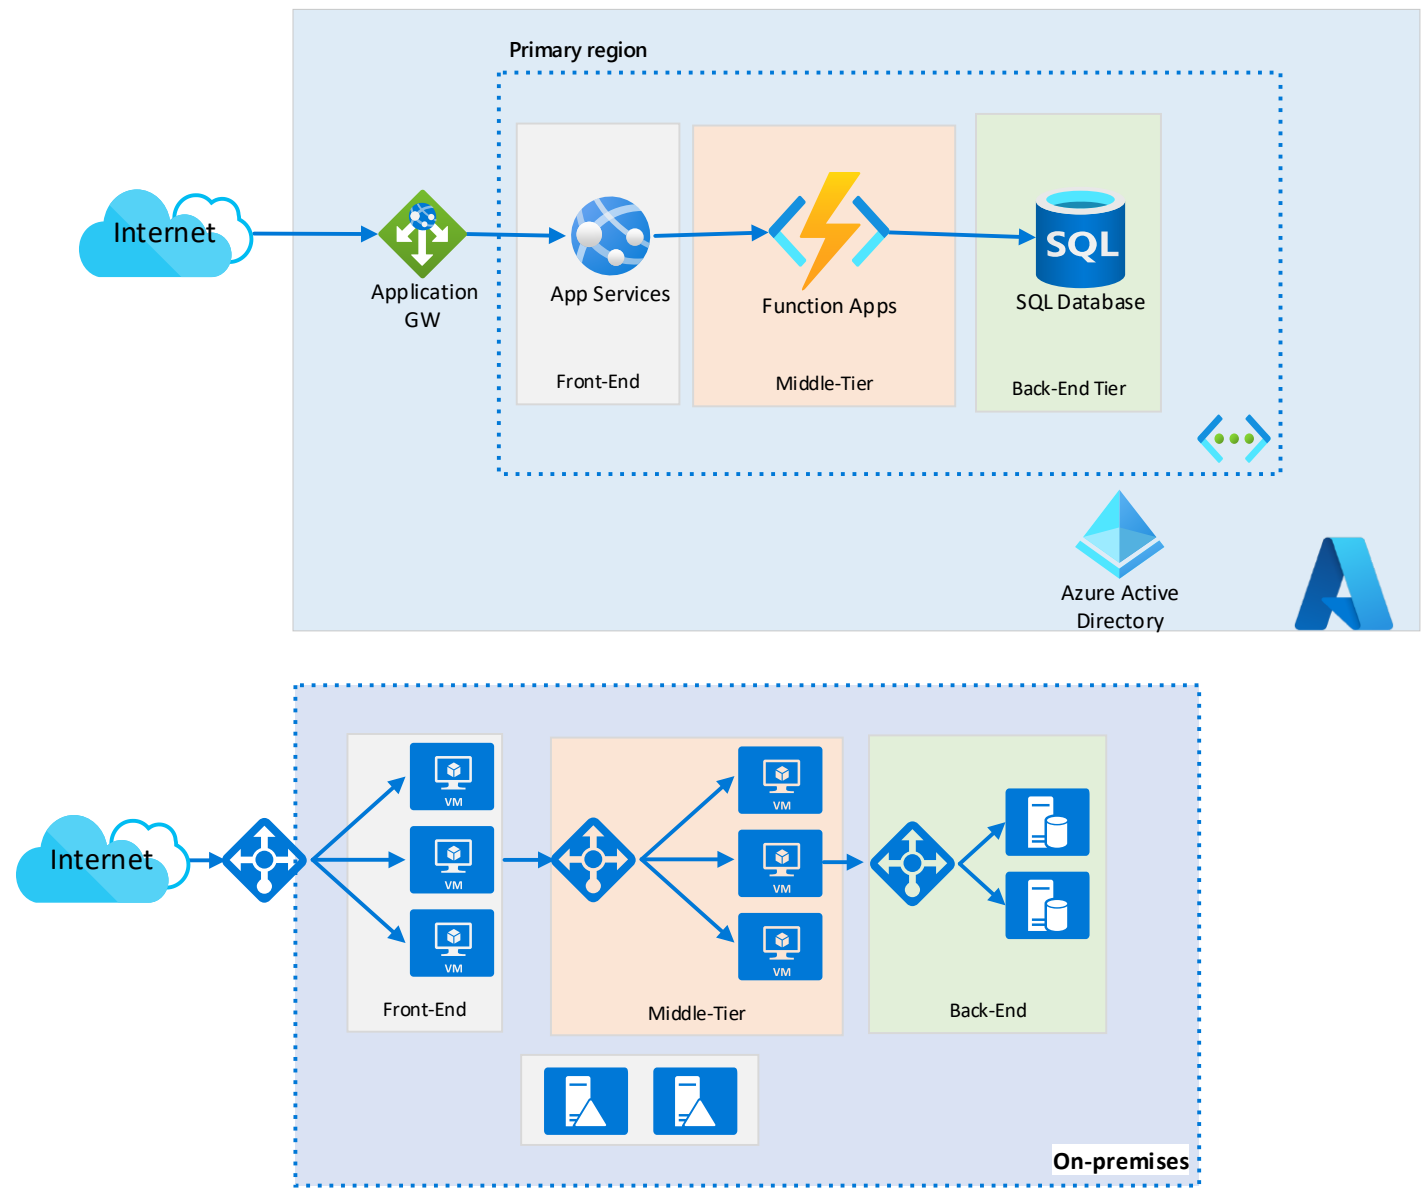 Primary region
Internet
Application
GW
App Services
Function Apps
SQL
SQL Database
Front-End
Middle-Tier
Back-End Tier
Azure Active
Directory
Internet
VM
VM
VM
Front-End
VM
VM
VM
Middle-Tier
Back-End
On-premises